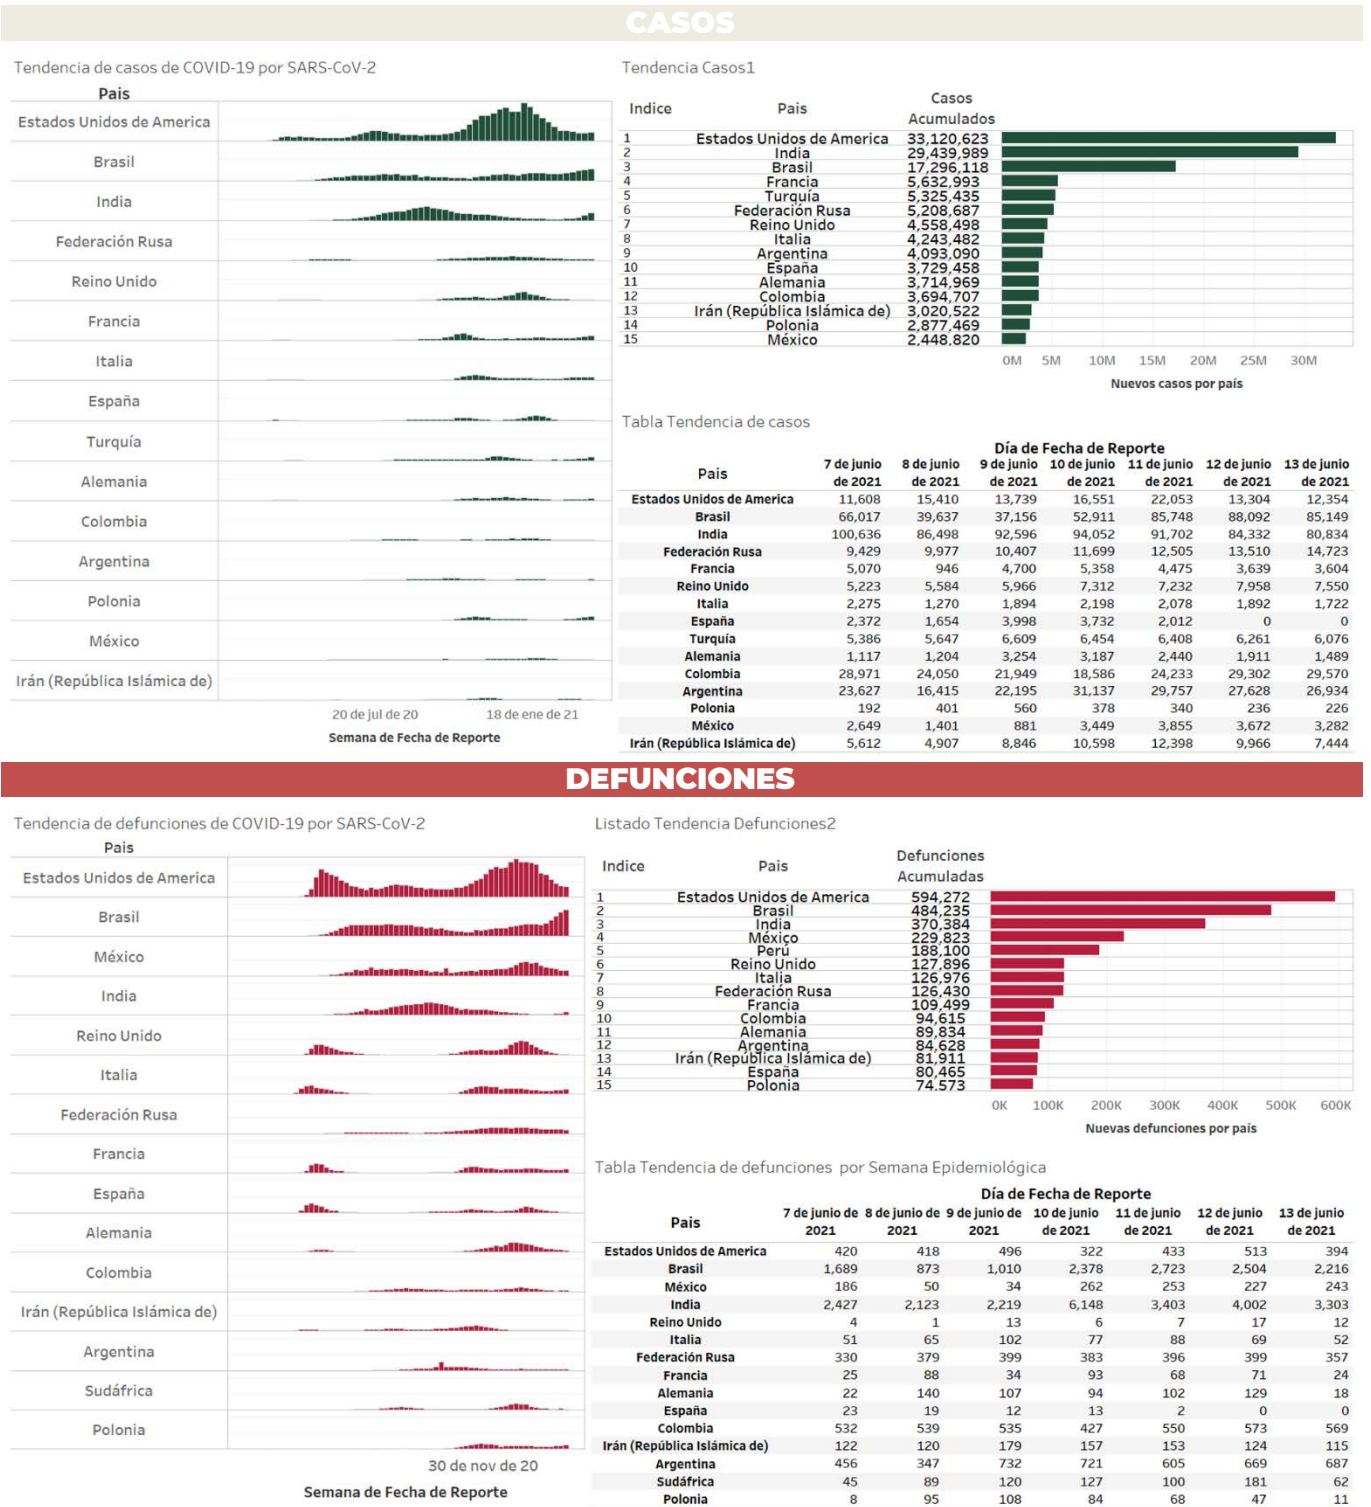 CASOS
Tendencia de casos de COVID-19 por SARS-CoV-2
Pais
Estados Unidos de America
Brasil
India
Federación Rusa
Reino Unido
Francia
Italia
España
Turquía
Alemania
Colombia
Argentina
Polonia
México
Irán (República Islámica de)
20 de jul de 20 18 de ene de 21
Semana de Fecha de Reporte
Tendencia Casos1
Indice Pais Casos Acumulados
1 Estados Unidos de America 33,120,623
2 India 29,439,989
3 Brasil 17,296,118
4 Francia 5,632,993
5 Turquía 5,325,435
6 Federación Rusa 5,208,687
7 Reino Unido 4,558,498
8 Italia 4,243,482
9 Argentina 4,093,090
10 España 3,729,458
11 Alemania 3,714,969
12 Colombia 3,694,707
13 Irán (República Islámica de) 3,020,522
14 Polonia 2,877,469
15 México 2,448,820
0M 5M 10M 15M 20M 25M 30M
Nuevos casos por país
Tabla Tendencia de casos
Día de Fecha de Reporte
Pais 7 de junio de 2021 8 de junio de 2021 9 de junio de 2021 10 de junio de 2021 11 de junio de 2021 12 de junio de 2021 13 de junio de 2021
Estados Unidos de America 11,608 15,410 13,739 16,551 22,053 13,304 12,354
Brasil 66,017 39,637 37,156 52,911 85,748 88,092 85,149
India 100,636 86,498 92,596 94,052 91,702 84,332 80,834
Federación Rusa 9,429 9,977 10,407 11,699 12,505 13,510 14,723
Francia 5,070 946 4,700 5,358 4,475 3,639 3,604
Reino Unido 5,223 5,584 5,966 7,312 7,232 7,958 7,550
Italia 2,275 1,270 1,894 2,198 2,078 1,892 1,722
España 2,372 1,654 3,998 3,732 2,012 0 0
Turquía 5,386 5,647 6,609 6,454 6,408 6,261 6,076
Alemania 1,117 1,204 3,254 3,187 2,440 1,911 1,489
Colombia 28,971 24,050 21,949 18,586 24,233 29,302 29,570
Argentina 23,627 16,415 22,195 31,137 29,757 27,628 26,934
Polonia 192 401 560 378 340 236 226
México 2,649 1,401 881 3,449 3,855 3,672 3,282
Irán (República Islámica de) 5,612 4,907 8,846 10,598 12,398 9,966 7,444
DEFUNCIONES
Tendencia de defunciones de COVID-19 por SARS-CoV-2
Pais
Estados Unidos de America
Brasil
México
India
Reino Unido
Italia
Federación Rusa
Francia
España
Alemania
Colombia
Irán (República Islámica de)
Argentina
Sudáfrica
Polonia
30 de nov de 20
Semana de Fecha de Reporte
Listado Tendencia Defunciones2
Indice Pais Defunciones Acumuladas
1 Estados Unidos de America 594,272
2 Brasil 484,235
3 India 370,384
4 México 229,823
5 Perú 188,100
6 Reino Unido 127,896
7 Italia 126,976
8 Federación Rusa 126,430
9 Francia 109,499
10 Colombia 94,615
11 Alemania 89,834
12 Argentina 84,628
13 Irán (República Islámica de) 81,911
14 España 80,465
15 Polonia 74,573
0K 100K 200K 300K 400K 500K 600K
Nuevas defunciones por país
Tabla Tendencia de defunciones por Semana Epidemiológica
Día de Fecha de Reporte
Pais 7 de junio de 2021 8 de junio de 2021 9 de junio de 2021 10 de junio de 2021 11 de junio de 2021 12 de junio de 2021 13 de junio de 2021
Estados Unidos de America 420 418 496 322 433 513 394
Brasil 1,689 873 1,010 2,378 2,723 2,504 2,216
México 186 50 34 262 253 227 243
India 2,427 2,123 2,219 6,148 3,403 4,002 3,303
Reino Unido 4 1 13 6 7 17 12
Italia 51 65 102 77 88 69 52
Federación Rusa 330 379 399 383 396 399 357
Francia 25 88 34 93 68 71 24
Alemania 22 140 107 94 102 129 18
España 23 19 12 13 2 0 0
Colombia 532 539 535 427 550 573 569
Irán (República Islámica de) 122 120 179 157 153 124 115
Argentina 456 347 732 721 605 669 687
Sudáfrica 45 89 120 127 100 181 62
Polonia 8 95 108 84 68 47 11